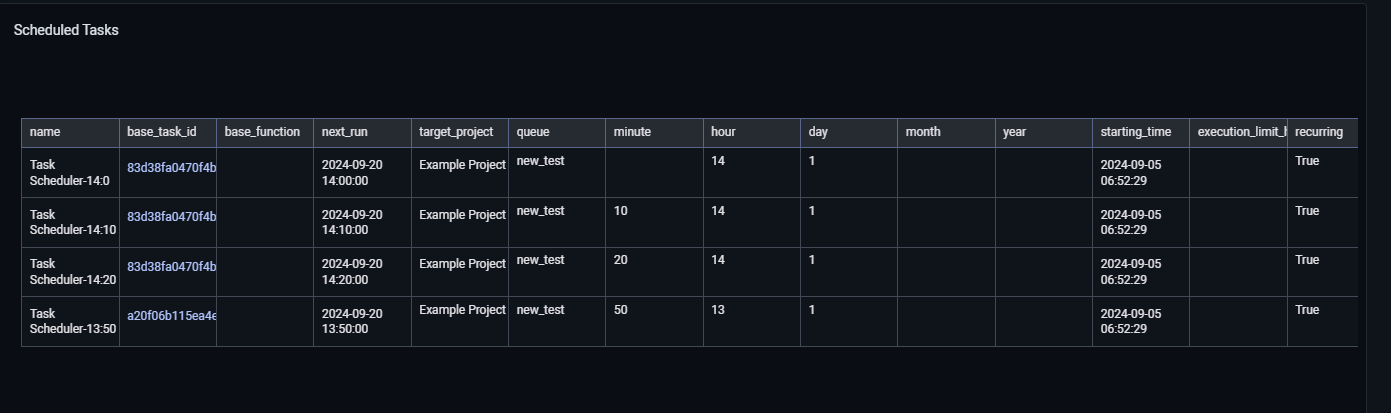 Scheduled Tasks
name base_task_id base_function next_run target_project queue minute hour day month year starting_time execution_limit_h recurring
Task Scheduler-14:0 83d38fa0470f4b 2024-09-20 14:00:00 Example Project new_test 14 1 2024-09-05 06:52:29 True
Task Scheduler-14:10 83d38fa0470f4b 2024-09-20 14:10:00 Example Project new_test 10 14 1 2024-09-05 06:52:29 True
Task Scheduler-14:20 83d38fa0470f4b 2024-09-20 14:20:00 Example Project new_test 20 14 1 2024-09-05 06:52:29 True
Task Scheduler-13:50 a20f06b115ea4e 2024-09-20 13:50:00 Example Project new_test 50 13 1 2024-09-05 06:52:29 True